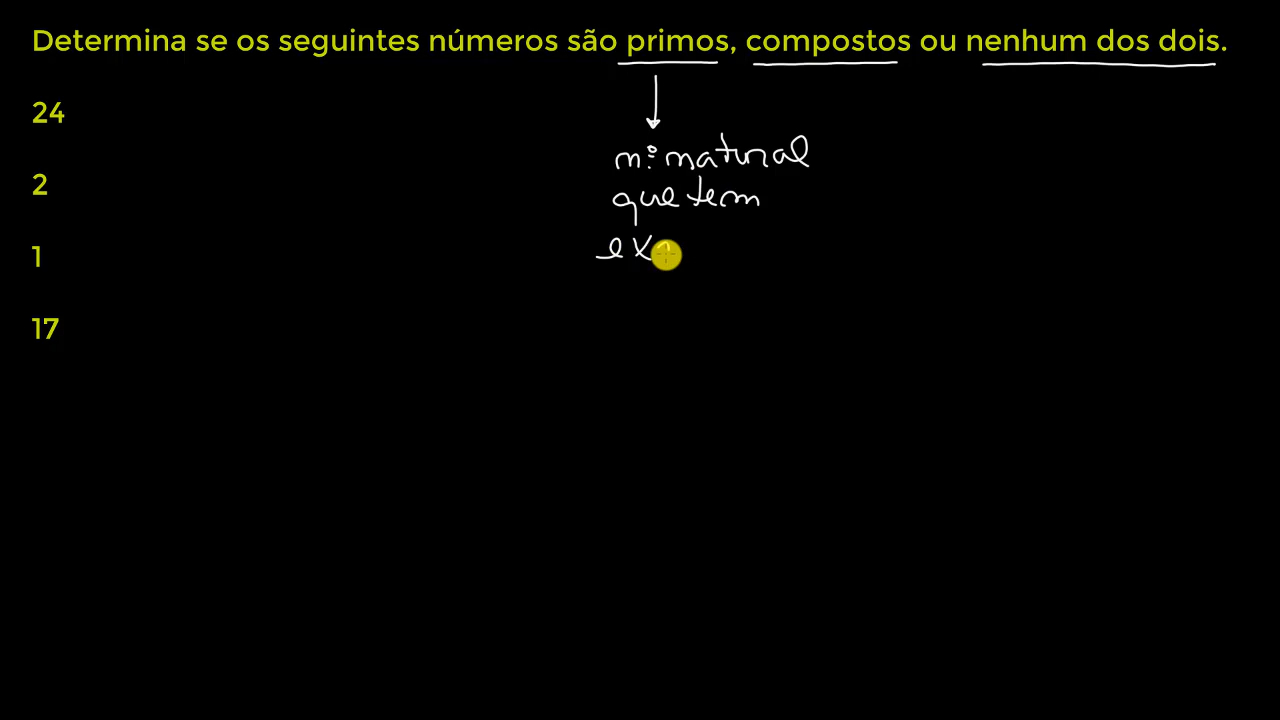 Determina se os seguintes números são primos, compostos ou nenhum dos dois.
24
n.º natural
2
que tem
1
17